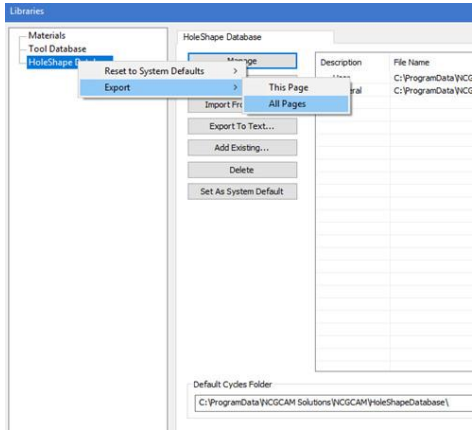 Libraries
Materials
Tool Database
HoleShape
Reset to System Defaults >
Export >
This Page
All Pages
HoleShape Database
Manage
Import
Export To Text...
Add Existing...
Delete
Set As System Default
Description File Name
C:\ProgramData\NCG
C:\ProgramData\NCG
Default Cycles Folder
C:\ProgramData\NCGCAM Solutions\NCGCAM\HoleShapeDatabase\